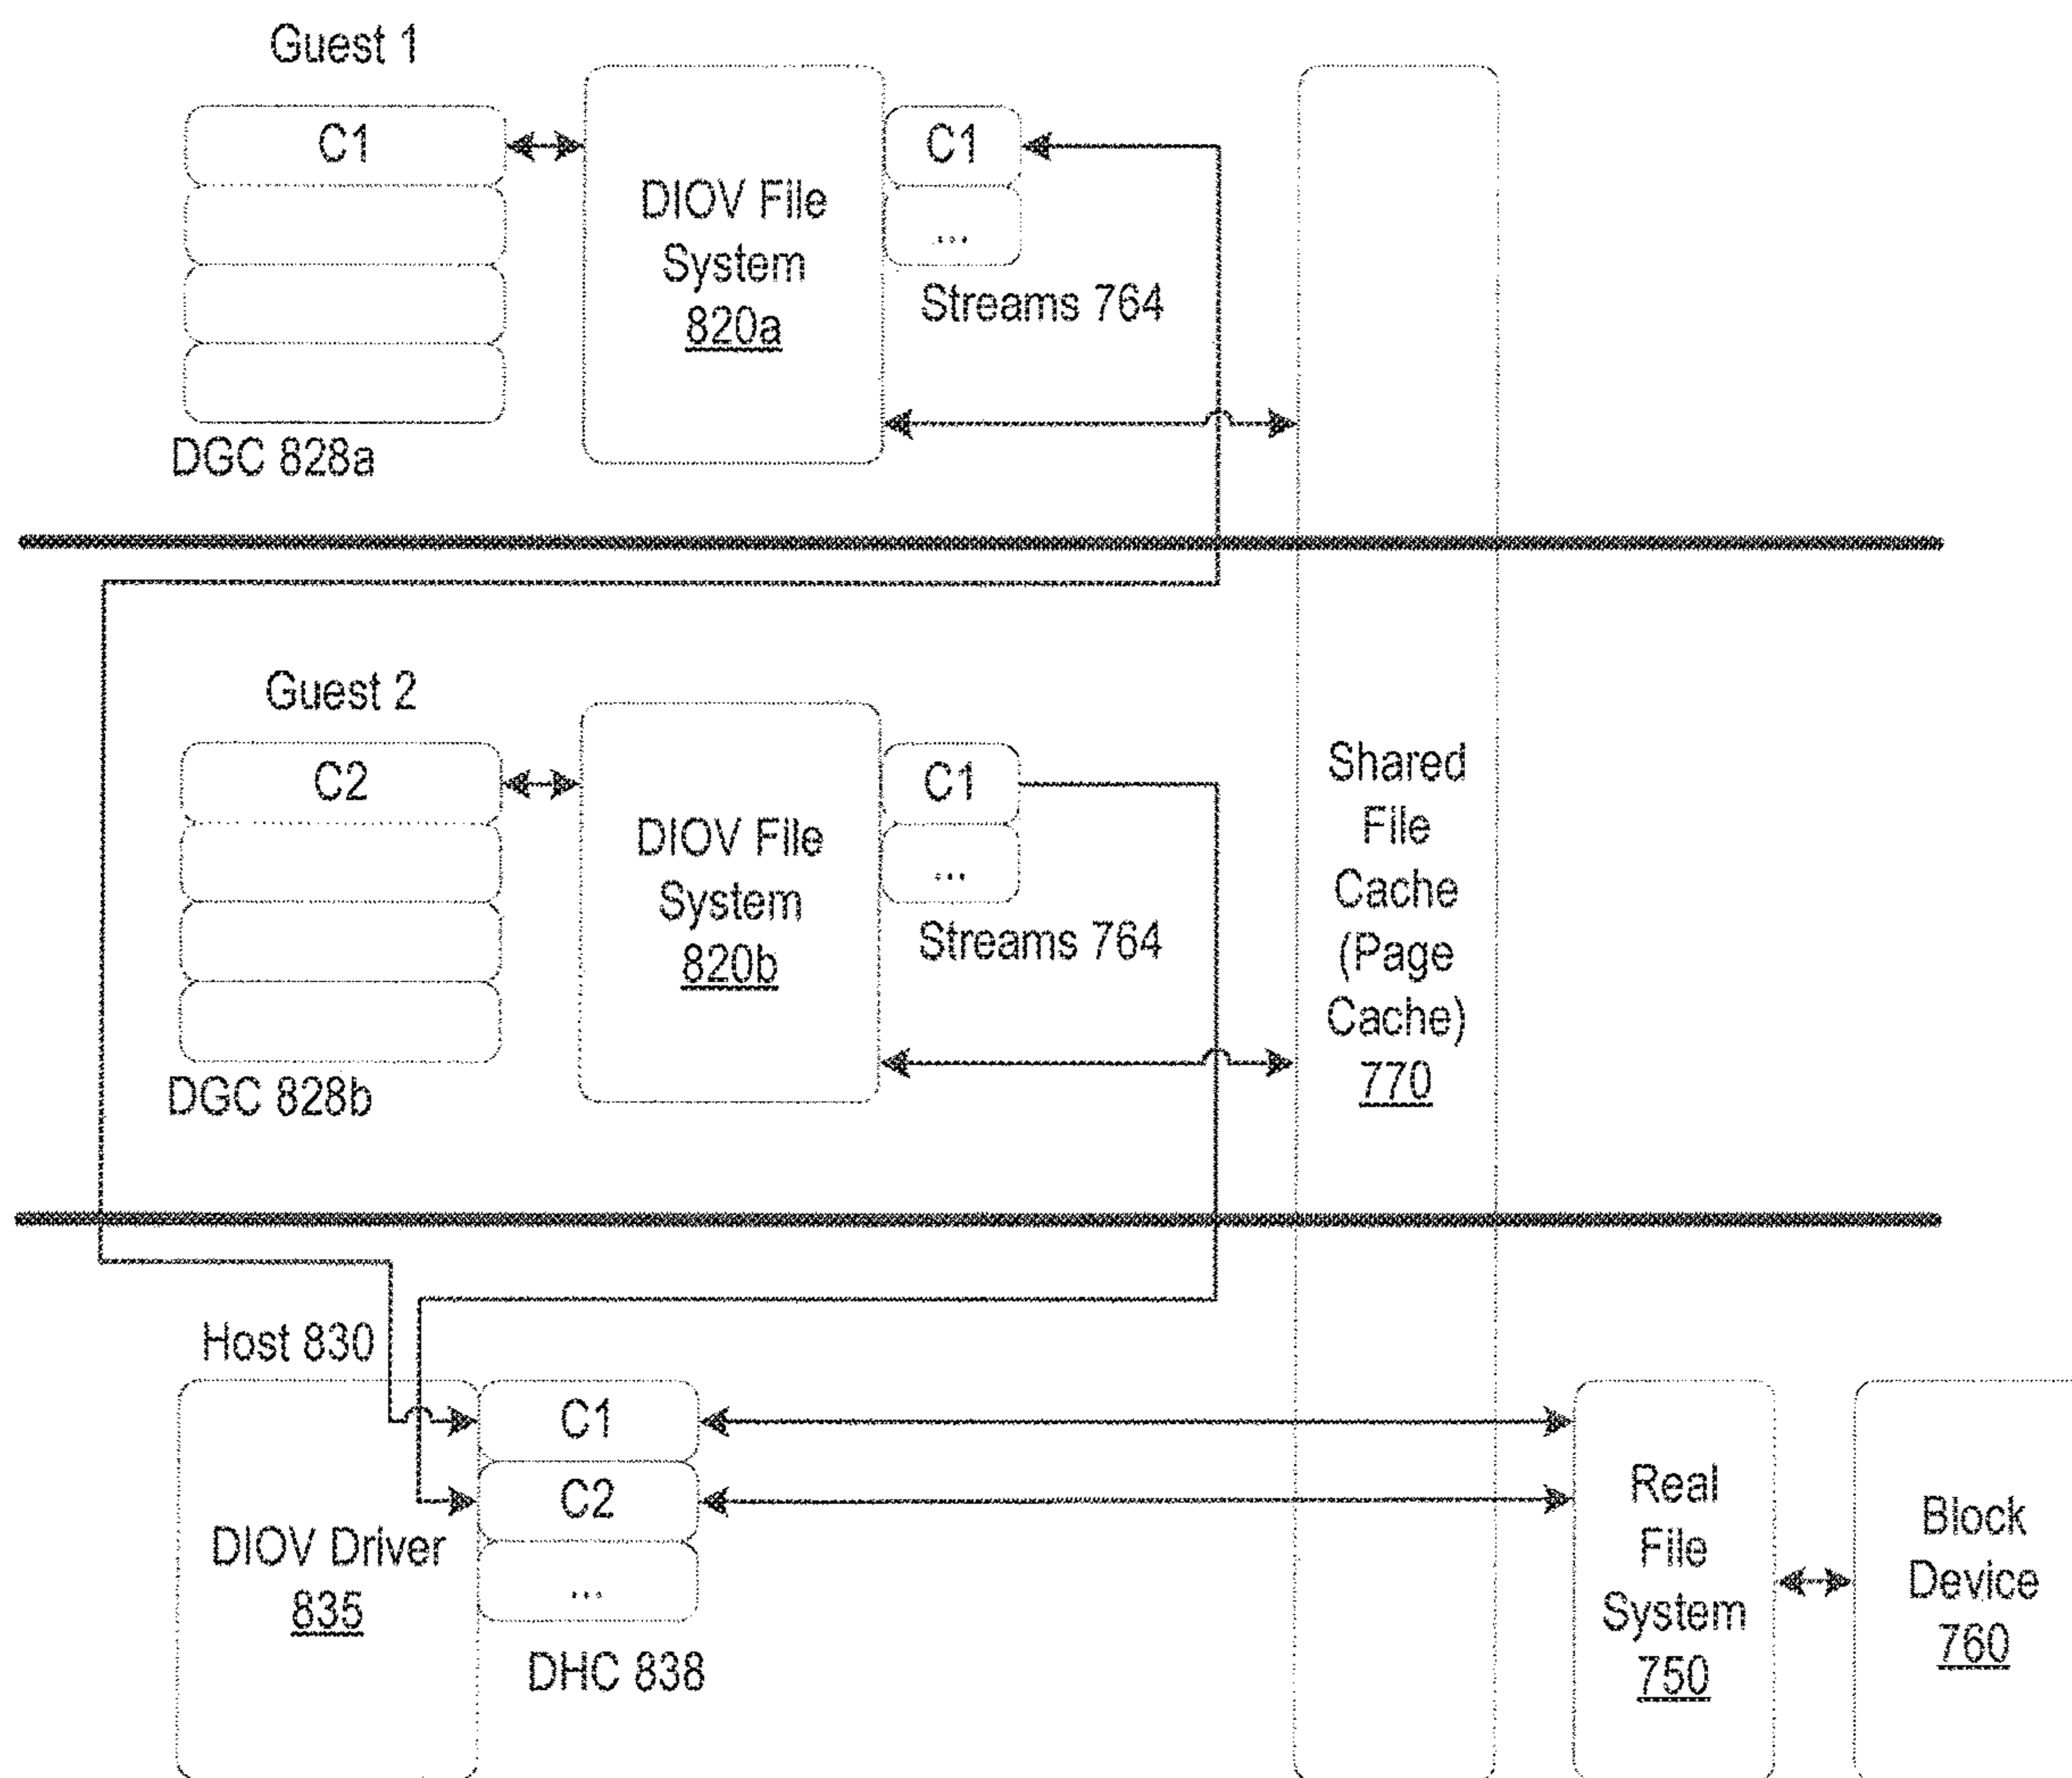 Guest 1
C1
DIOV File
System
820a
C1
...
Streams 764
DGC 828a
Guest 2
C2
DIOV File
System
820b
C1
...
Streams 764
DGC 828b
Shared
File
Cache
(Page
Cache)
770
Host 830
DIOV Driver
835
C1
C2
...
DHC 838
Real
File
System
750
Block
Device
760